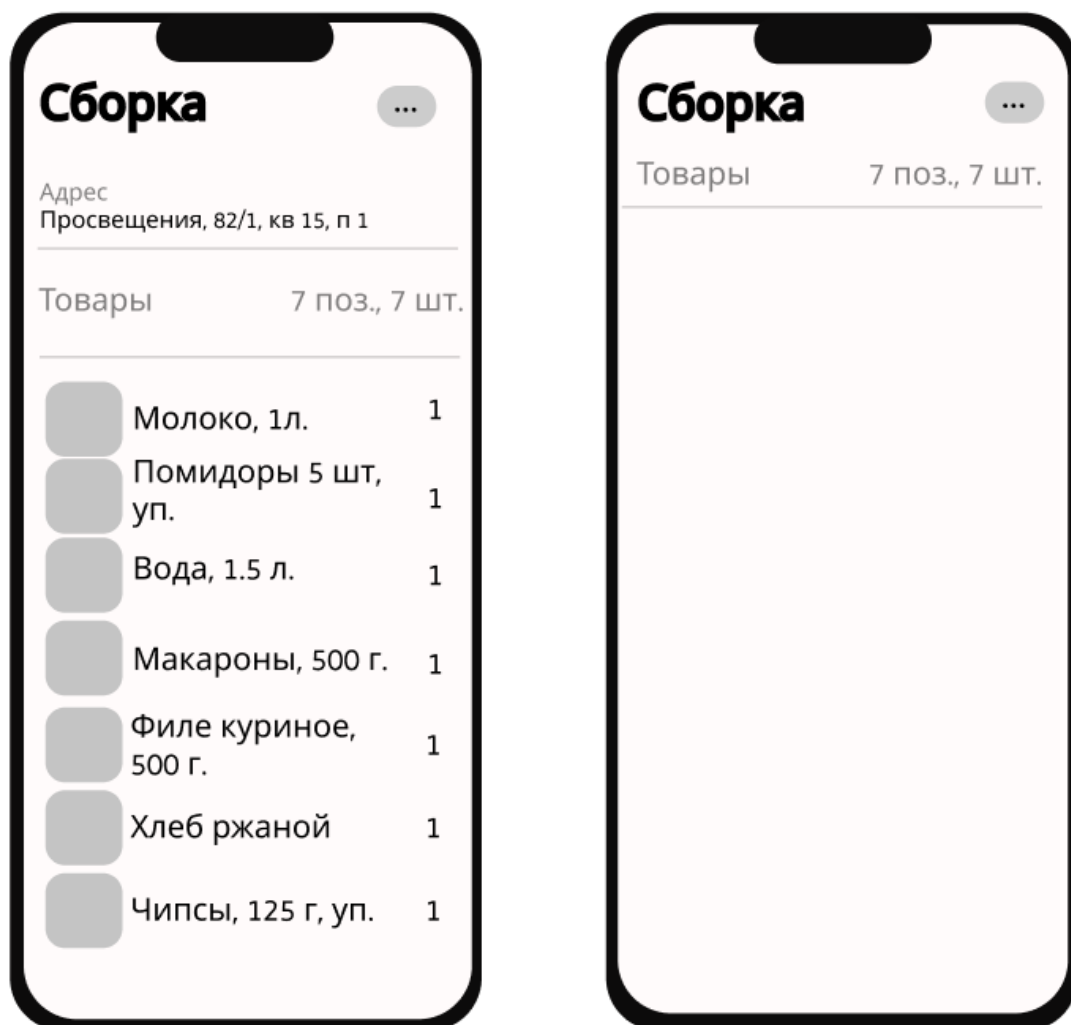 Сборка
...
Адрес
Просвещения, 82/1, кв 15, п 1
Товары 7 поз., 7 шт.
Молоко, 1л. 1
Помидоры 5 шт,
уп. 1
Вода, 1.5 л. 1
Макароны, 500 г. 1
Филе куриное,
500 г. 1
Хлеб ржаной 1
Чипсы, 125 г, уп. 1
Сборка
...
Товары 7 поз., 7 шт.